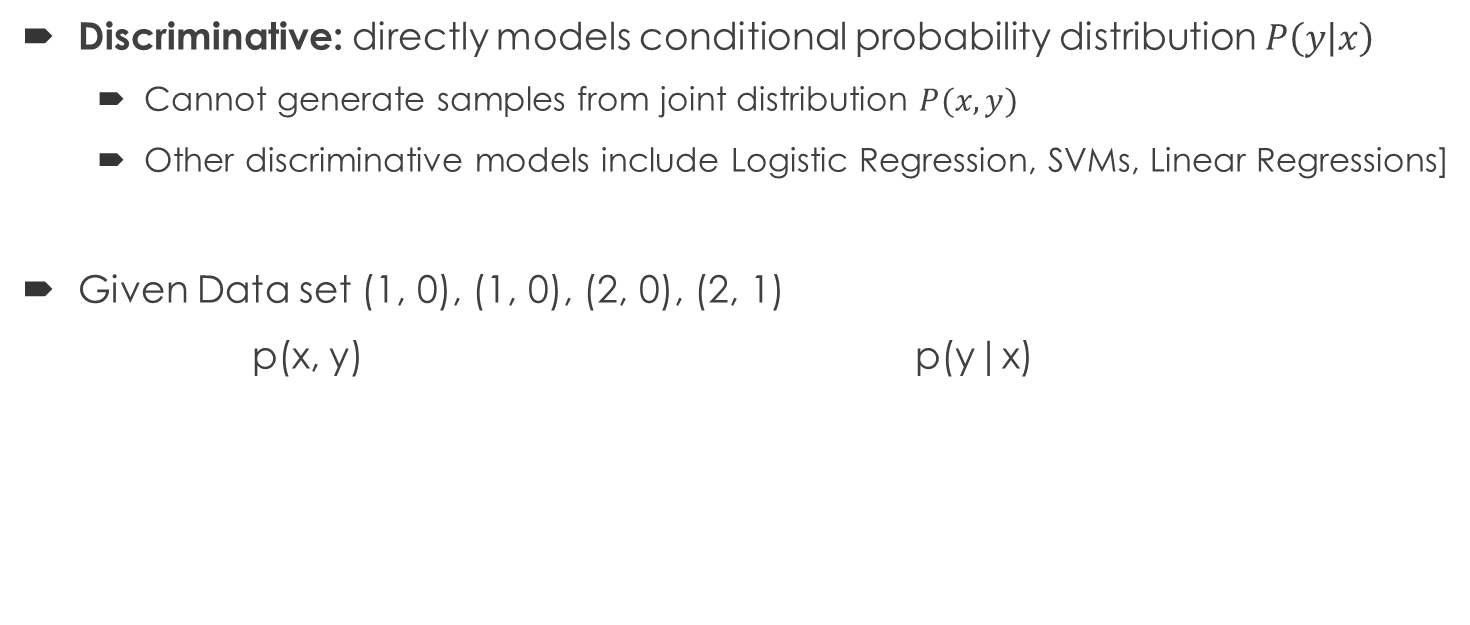 Discriminative: directly models conditional probability distribution P(y|x)
Cannot generate samples from joint distribution P(x, y)
Other discriminative models include Logistic Regression, SVMs, Linear Regressions]
Given Data set (1, 0), (1, 0), (2, 0), (2, 1)
p(x, y) p(y|x)